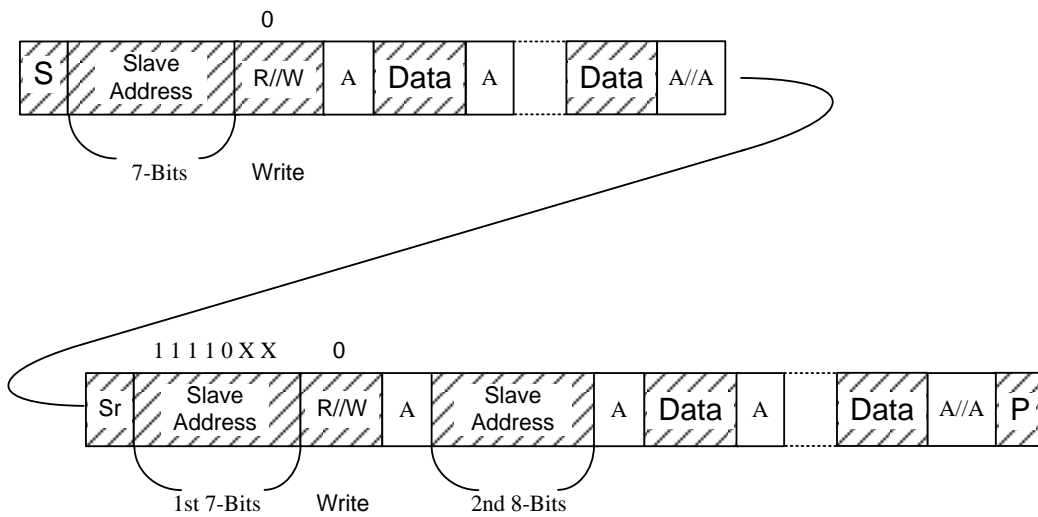 0
S Slave Address R//W A Data A Data A//A
7-Bits Write
1 1 1 1 0 X X 0
Sr Slave Address R//W A Slave Address A Data A Data A//A P
1st 7-Bits Write 2nd 8-Bits